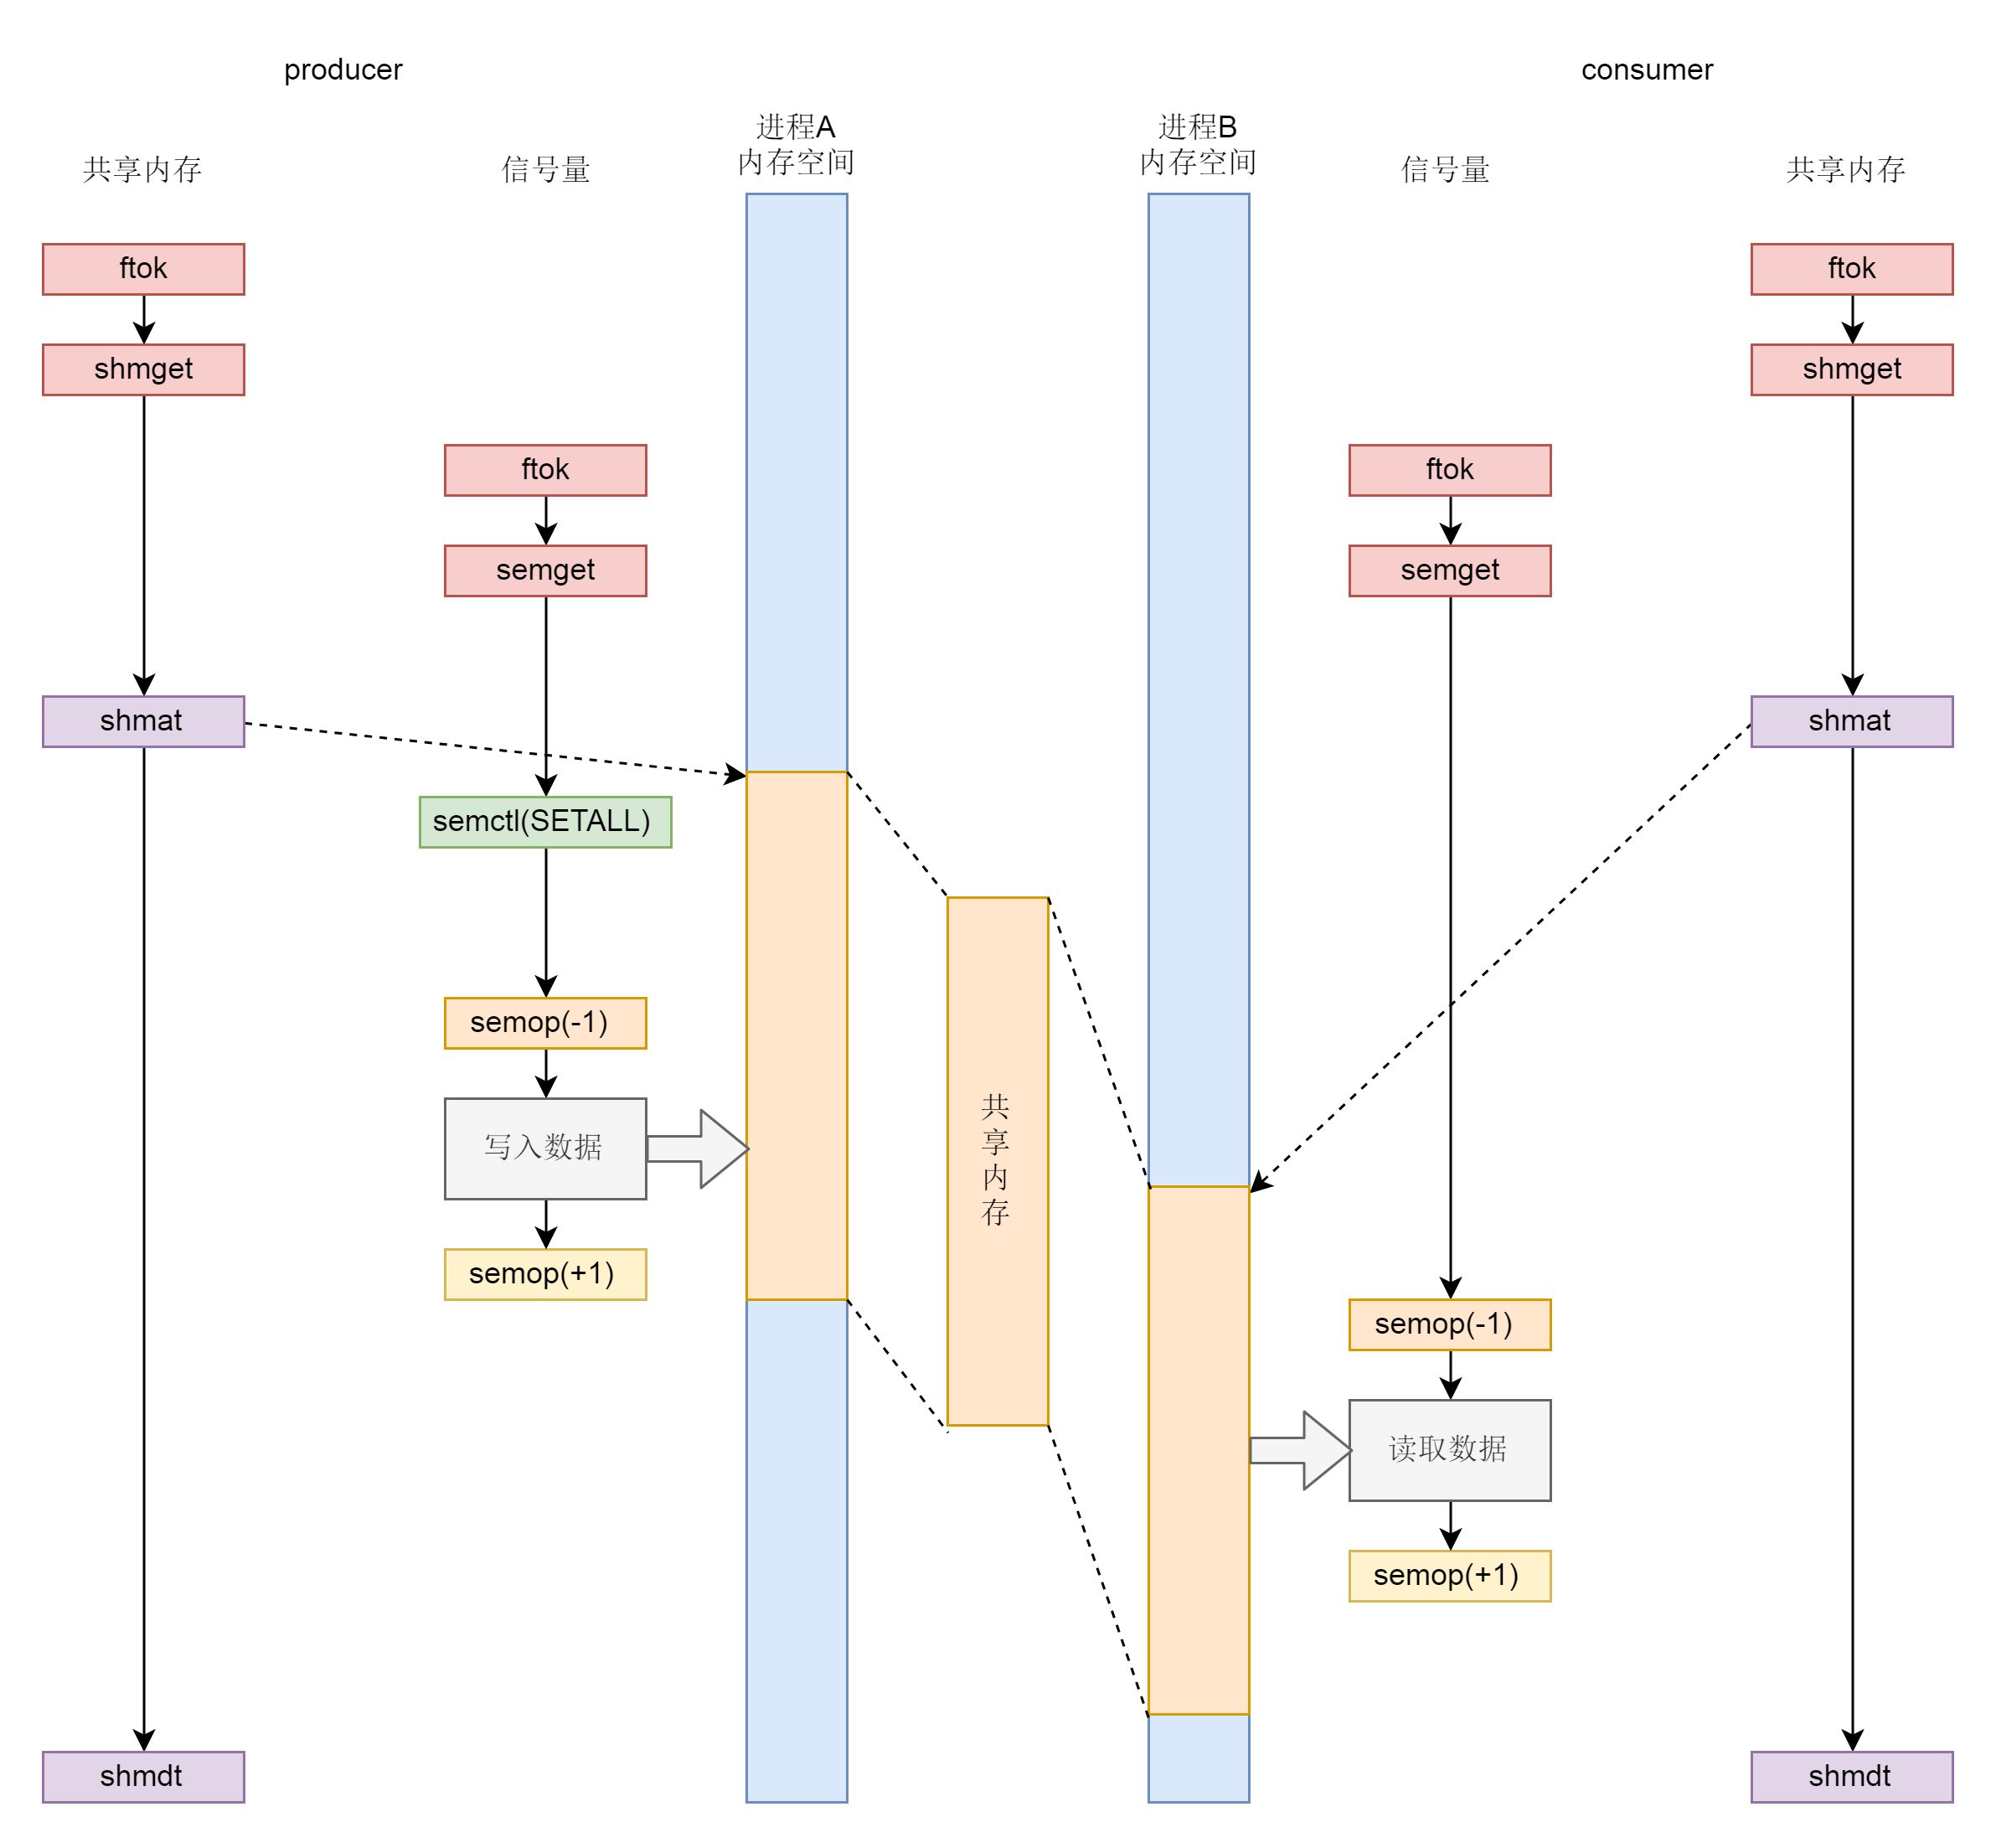 producer
consumer
共享内存
信号量
进程A
内存空间
进程B
内存空间
信号量
共享内存
ftok
ftok
shmget
shmget
ftok
ftok
semget
semget
shmat
shmat
semctl(SETALL)
semop(-1)
写入数据
共
享
内
存
semop(+1)
semop(-1)
读取数据
semop(+1)
shmdt
shmdt